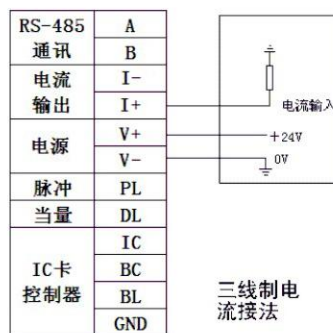 RS-485
通讯
A
B
电流
输出
I-
I+
电源
V+
V-
脉冲
PL
当量
DL
IC卡
控制器
IC
BC
BL
GND
电流输入
+24V
0V
三线制电
流接法